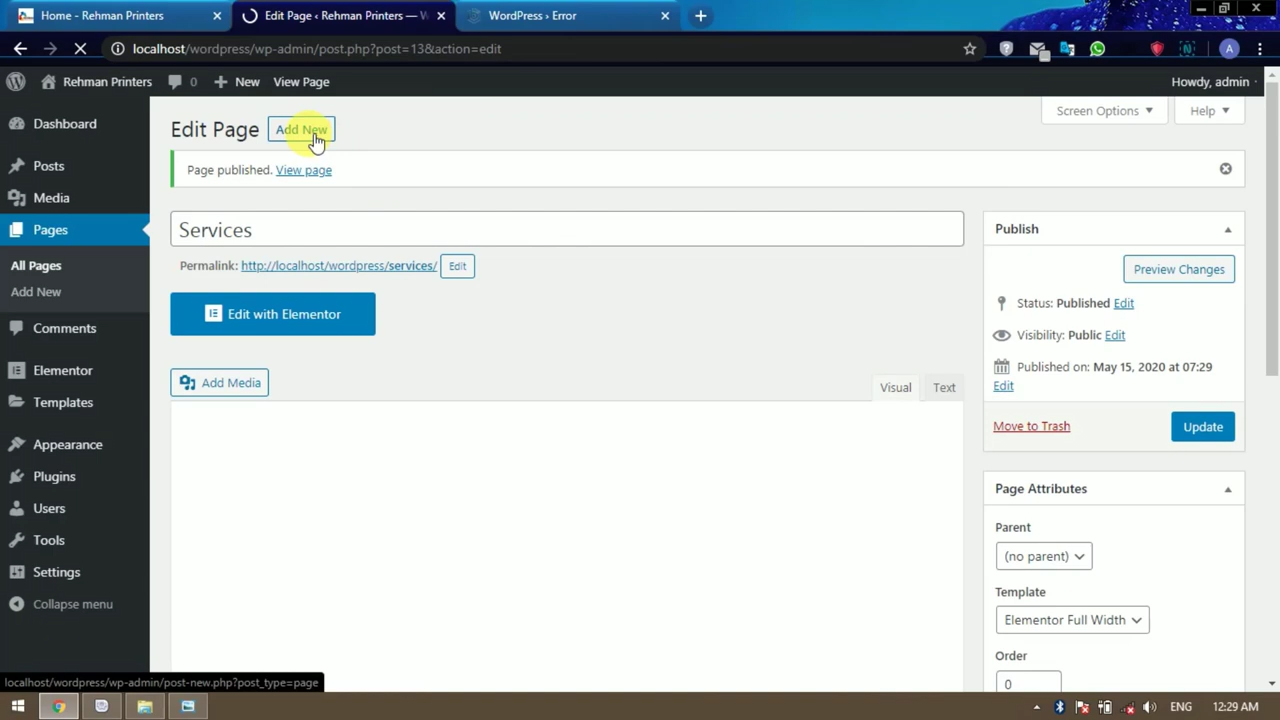 Home - Rehman Printers
Edit Page ‹ Rehman Printers — W
WordPress › Error
localhost/wordpress/wp-admin/post.php?post=13&action=edit
A
Rehman Printers
0
New
View Page
Howdy, admin
Dashboard
Posts
Media
Pages
All Pages
Add New
Comments
Elementor
Templates
Appearance
Plugins
Users
Tools
Settings
Collapse menu
Edit Page
Add New
Screen Options
Help
Page published. View page
Services
Permalink: http://localhost/wordpress/services/
Edit
Edit with Elementor
Add Media
Visual
Text
Publish
Preview Changes
Status: Published Edit
Visibility: Public Edit
Published on: May 15, 2020 at 07:29
Edit
Move to Trash
Update
Page Attributes
Parent
(no parent)
Template
Elementor Full Width
Order
0
localhost/wordpress/wp-admin/post-new.php?post_type=page
ENG
12:29 AM